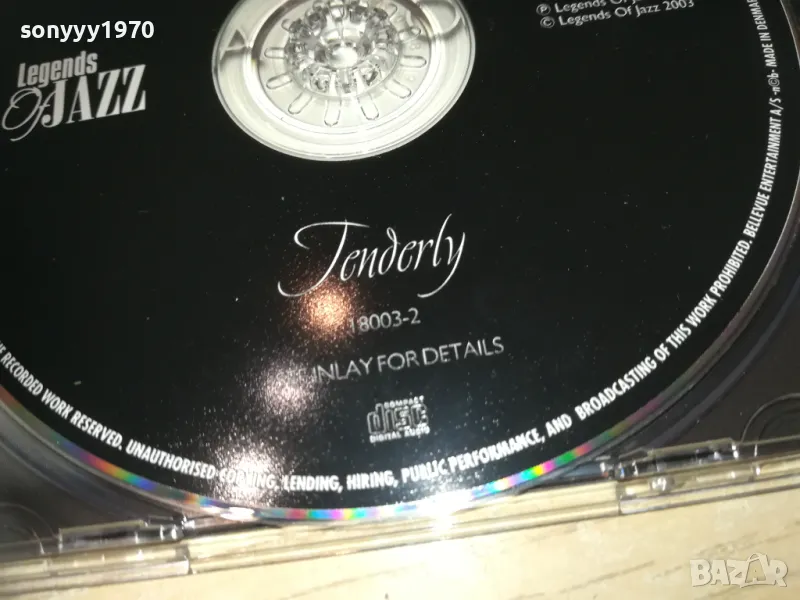 sonyyy1970
℗ Legends Of
© Legends Of Jazz 2003
Legends
Of JAZZ
Tenderly
18003-2
INLAY FOR DETAILS
COMPACT
disc
DIGITAL AUDIO
RECORDED WORK RESERVED. UNAUTHORISED COPYING, LENDING, HIRING, PUBLIC PERFORMANCE, AND BROADCASTING OF THIS WORK PROHIBITED. BELLEVUE ENTERTAINMENT A/S -n©b- MADE IN DENMARK
BAZAR